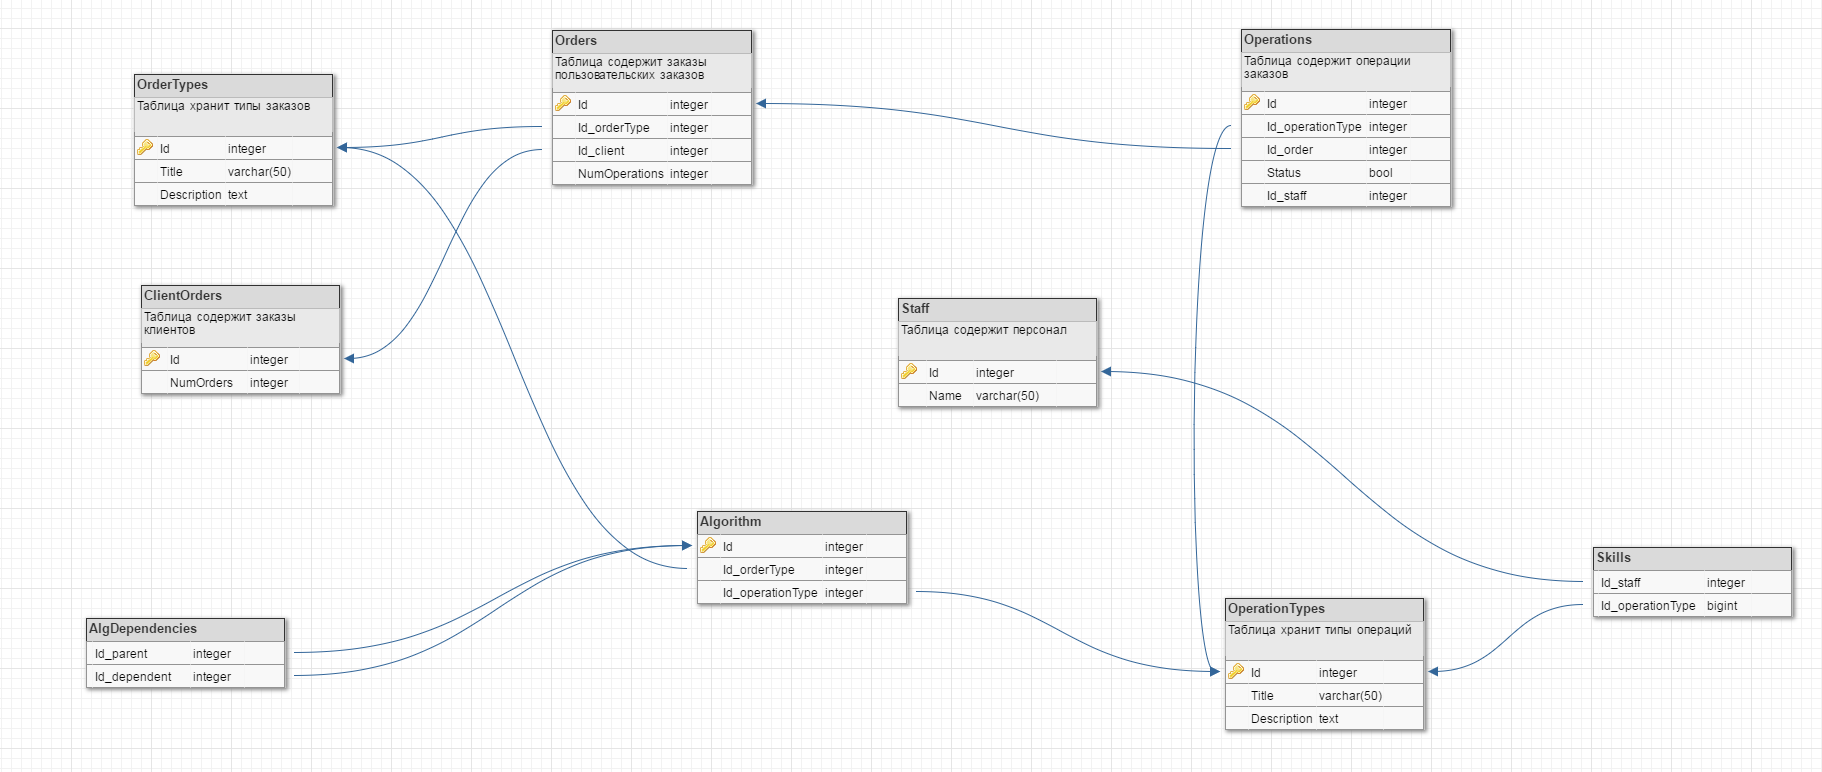 OrderTypes
Таблица хранит типы заказов
Id integer
Title varchar(50)
Description text
Orders
Таблица содержит заказы
пользовательских заказов
Id integer
Id_orderType integer
Id_client integer
NumOperations integer
Operations
Таблица содержит операции
заказов
Id integer
Id_operationType integer
Id_order integer
Status bool
Id_staff integer
ClientOrders
Таблица содержит заказы
клиентов
Id integer
NumOrders integer
Staff
Таблица содержит персонал
Id integer
Name varchar(50)
Algorithm
Id integer
Id_orderType integer
Id_operationType integer
Skills
Id_staff integer
Id_operationType bigint
AlgDependencies
Id_parent integer
Id_dependent integer
OperationTypes
Таблица хранит типы операций
Id integer
Title varchar(50)
Description text